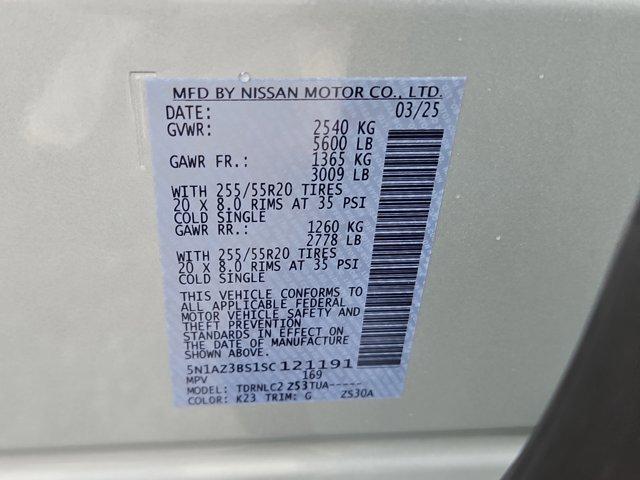 MFD BY NISSAN MOTOR CO., LTD.
DATE: 03/25
GVWR: 2540 KG
5600 LB
GAWR FR.: 1365 KG
3009 LB
WITH 255/55R20 TIRES
20 X 8.0 RIMS AT 35 PSI
COLD SINGLE
GAWR RR.: 1260 KG
2778 LB
WITH 255/55R20 TIRES
20 X 8.0 RIMS AT 35 PSI
COLD SINGLE
THIS VEHICLE CONFORMS TO
ALL APPLICABLE FEDERAL
MOTOR VEHICLE SAFETY AND
THEFT PREVENTION
STANDARDS IN EFFECT ON
THE DATE OF MANUFACTURE
SHOWN ABOVE.
5N1AZ3BS1SC121191
MPV 169
MODEL: TDRNLC2 Z53TUA-----
COLOR: K23 TRIM: G ZS30A